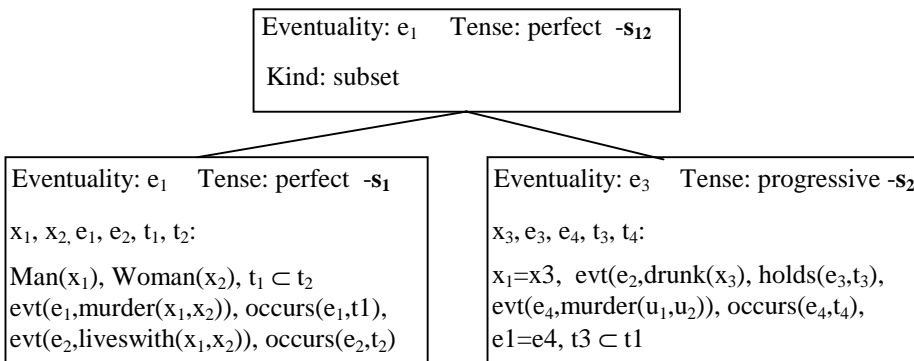 Eventuality: e₁ Tense: perfect -s₁₂
Kind: subset
Eventuality: e₁ Tense: perfect -s₁
x₁, x₂, e₁, e₂, t₁, t₂:
Man(x₁), Woman(x₂), t₁ ⊂ t₂
evt(e₁,murder(x₁,x₂)), occurs(e₁,t1),
evt(e₂,liveswith(x₁,x₂)), occurs(e₂,t₂)
Eventuality: e₃ Tense: progressive -s₂
x₃, e₃, e₄, t₃, t₄:
x₁=x3, evt(e₂,drunk(x₃), holds(e₃,t₃),
evt(e₄,murder(u₁,u₂)), occurs(e₄,t₄),
e1=e4, t3 ⊂ t1